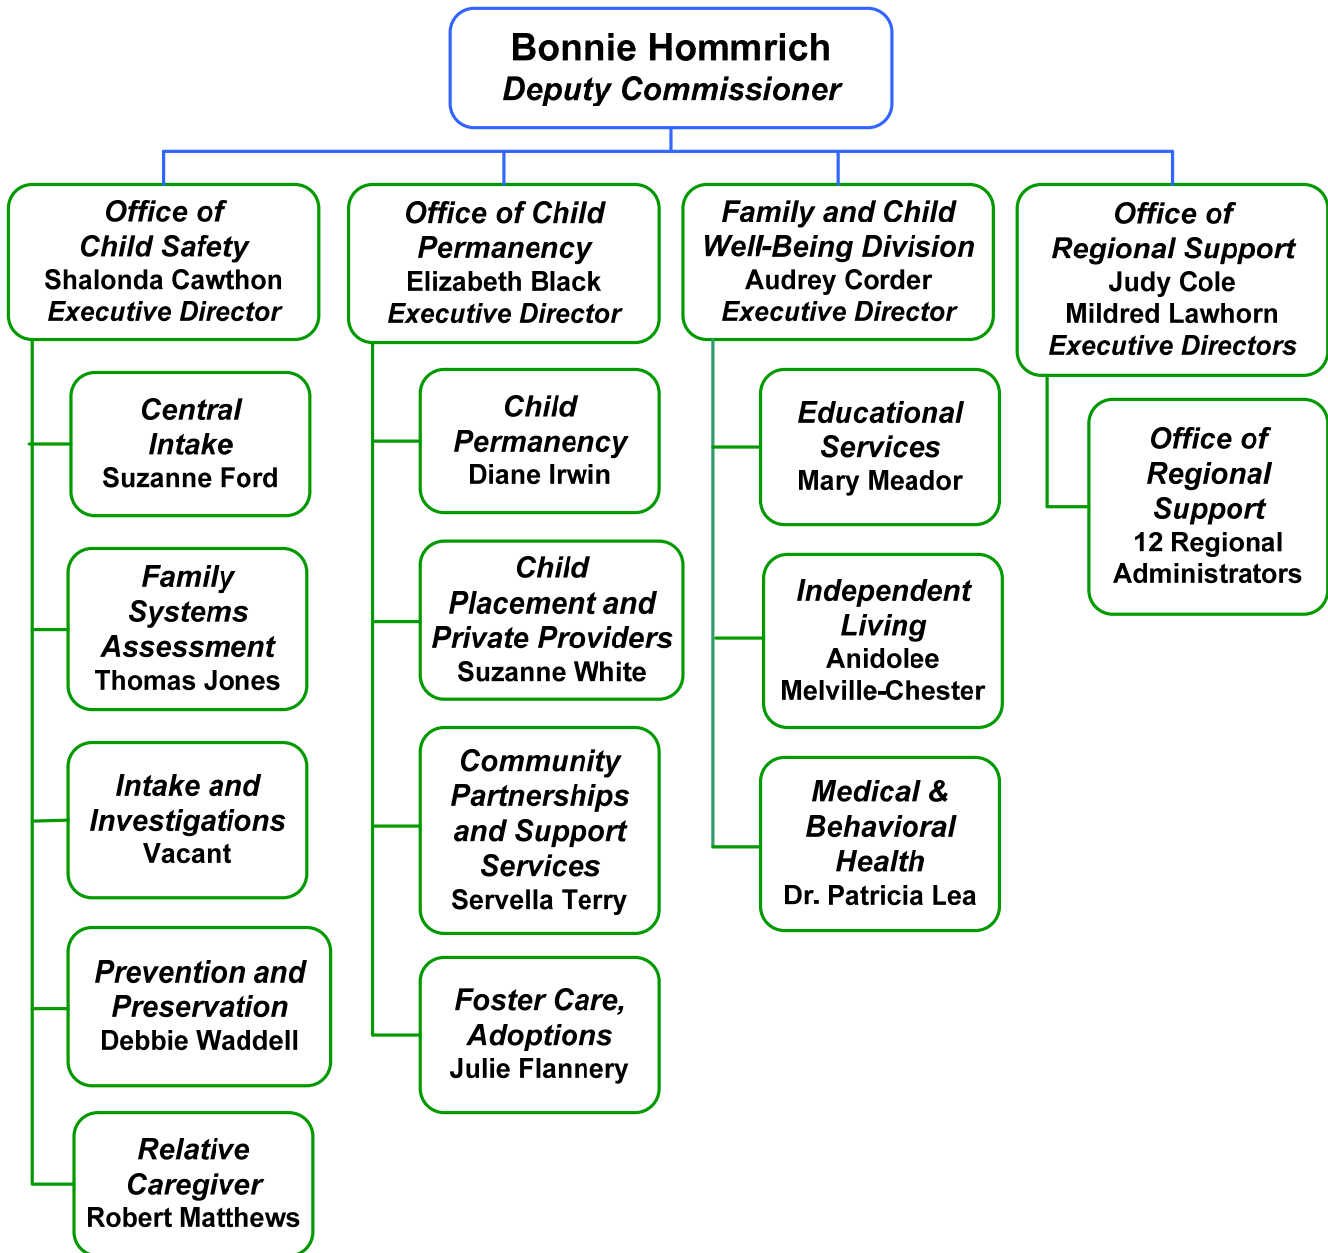 Bonnie Hommrich
Deputy Commissioner
Office of
Child Safety
Shalonda Cawthon
Executive Director
Central
Intake
Suzanne Ford
Family
Systems
Assessment
Thomas Jones
Intake and
Investigations
Vacant
Prevention and
Preservation
Debbie Waddell
Relative
Caregiver
Robert Matthews
Office of Child
Permanency
Elizabeth Black
Executive Director
Child
Permanency
Diane Irwin
Child
Placement and
Private Providers
Suzanne White
Community
Partnerships
and Support
Services
Servella Terry
Foster Care,
Adoptions
Julie Flannery
Family and Child
Well-Being Division
Audrey Corder
Executive Director
Educational
Services
Mary Meador
Independent
Living
Anidolee
Melville-Chester
Medical &
Behavioral
Health
Dr. Patricia Lea
Office of
Regional Support
Judy Cole
Mildred Lawhorn
Executive Directors
Office of
Regional
Support
12 Regional
Administrators